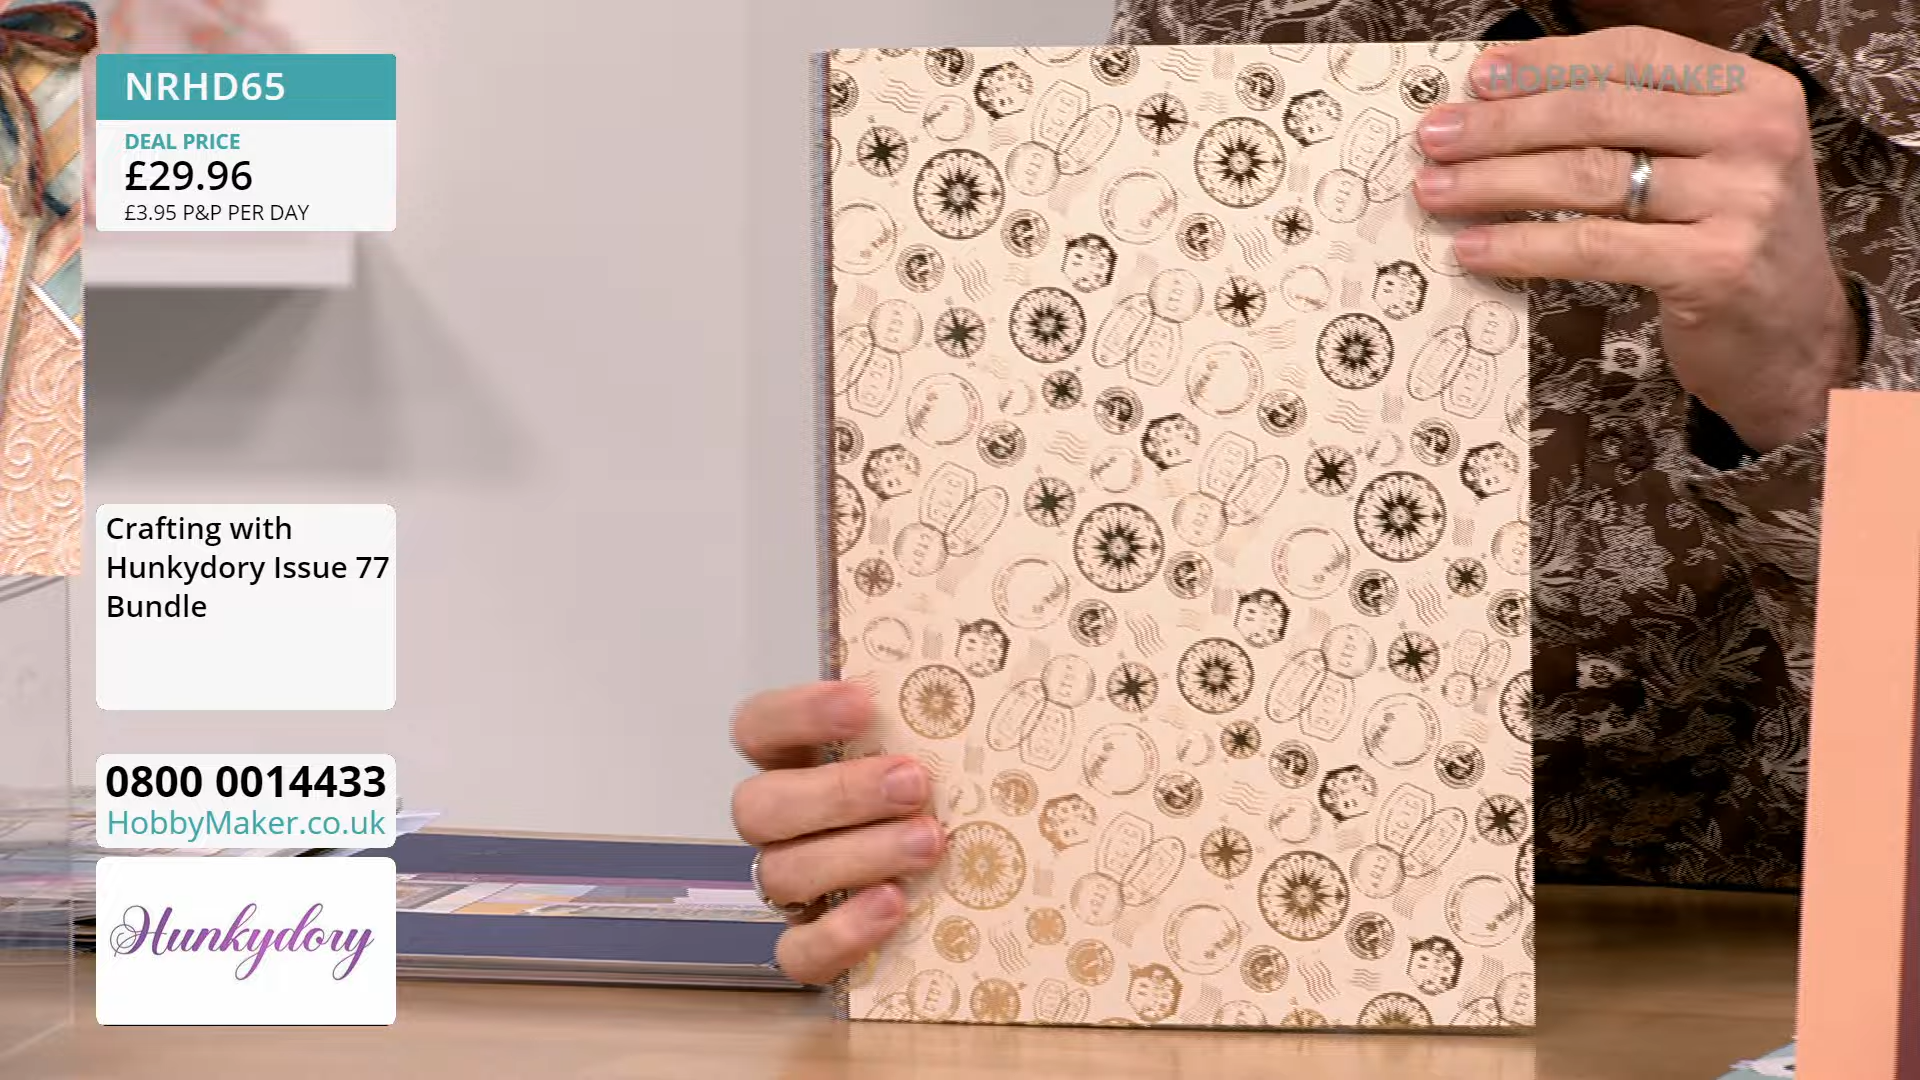 NRHD65
DEAL PRICE
£29.96
£3.95 P&P PER DAY
Crafting with
Hunkydory Issue 77
Bundle
0800 0014433
HobbyMaker.co.uk
Hunkydory
HOBBY MAKER